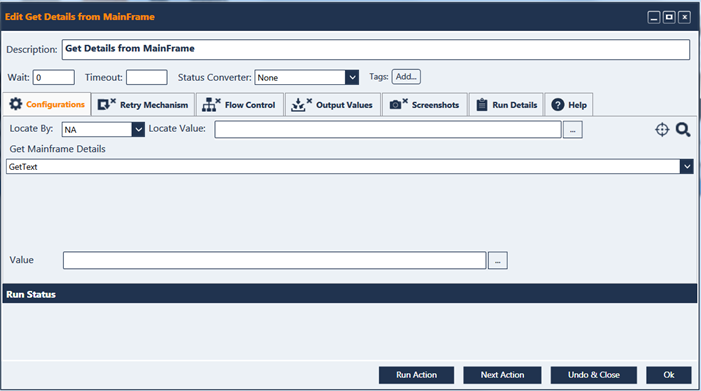 Edit Get Details from MainFrame
Description: Get Details from MainFrame
Wait: 0 Timeout: Status Converter: None Tags: Add...
Configurations Retry Mechanism Flow Control Output Values Screenshots Run Details Help
Locate By: NA Locate Value: ...
Get Mainframe Details
GetText
Value ...
Run Status
Run Action Next Action Undo & Close Ok